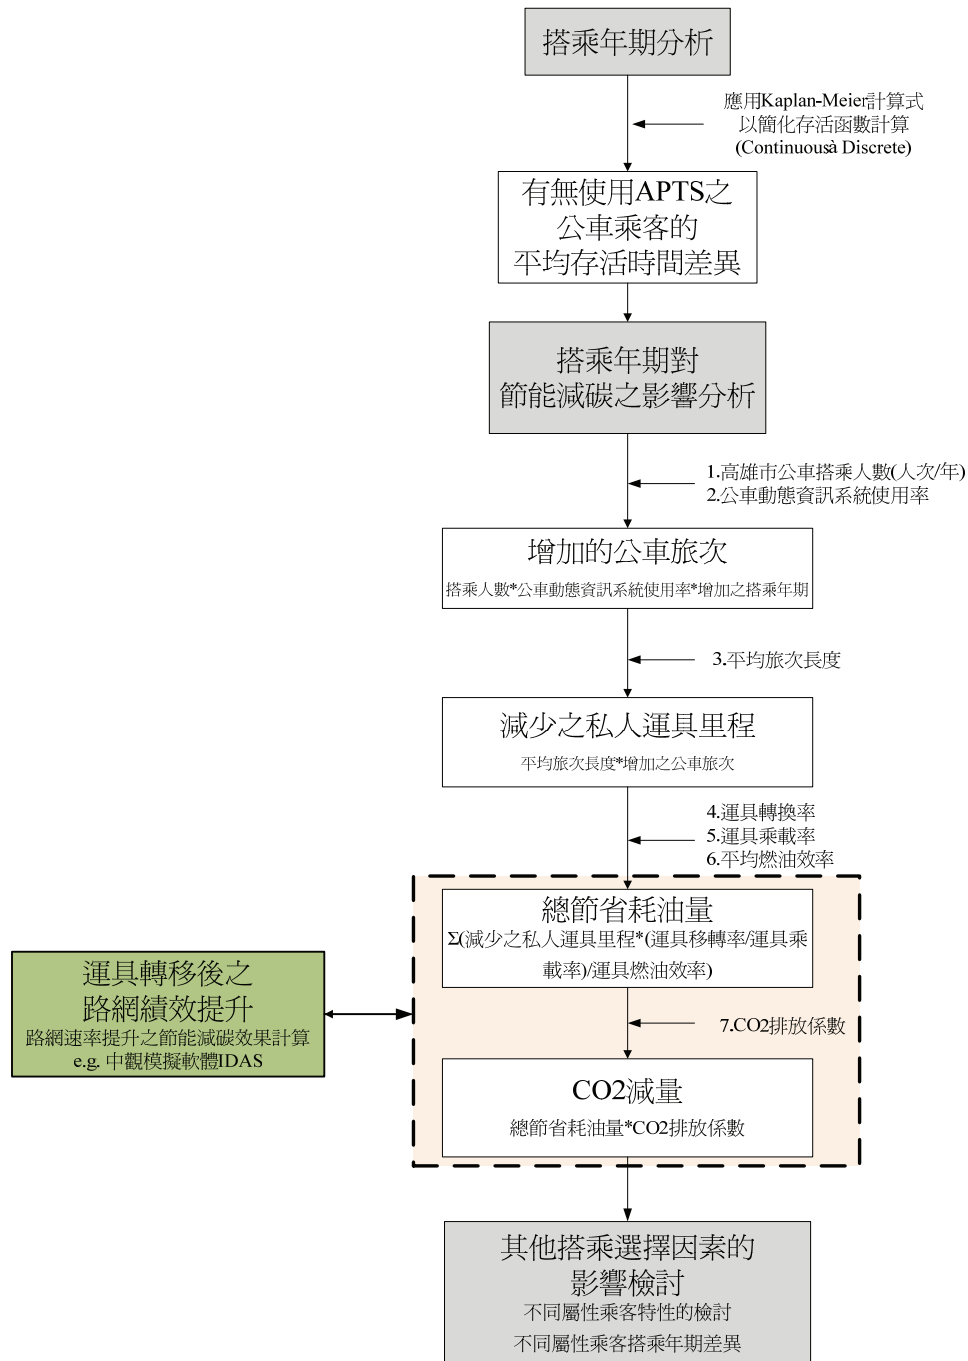 搭乘年期分析
應用Kaplan-Meier計算式
以簡化存活函數計算
(Continuousà Discrete)
有無使用APTS之
公車乘客的
平均存活時間差異
搭乘年期對
節能減碳之影響分析
1.高雄市公車搭乘人數(人次/年)
2.公車動態資訊系統使用率
增加的公車旅次
搭乘人數*公車動態資訊系統使用率*增加之搭乘年期
3.平均旅次長度
減少之私人運具里程
平均旅次長度*增加之公車旅次
4.運具轉換率
5.運具乘載率
6.平均燃油效率
總節省耗油量
Σ(減少之私人運具里程*(運具移轉率/運具乘
載率)/運具燃油效率)
運具轉移後之
路網績效提升
路網速率提升之節能減碳效果計算
e.g. 中觀模擬軟體IDAS
7.CO2排放係數
CO2減量
總節省耗油量*CO2排放係數
其他搭乘選擇因素的
影響檢討
不同屬性乘客特性的檢討
不同屬性乘客搭乘年期差異